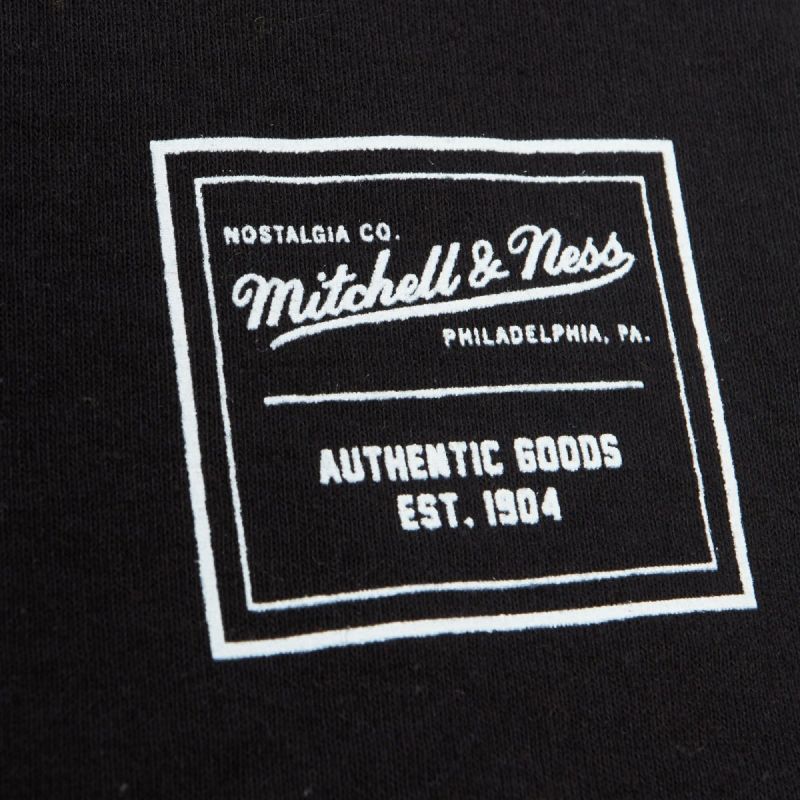 NOSTALGIA CO.
Mitchell & Ness
PHILADELPHIA, PA.
AUTHENTIC GOODS
EST. 1904